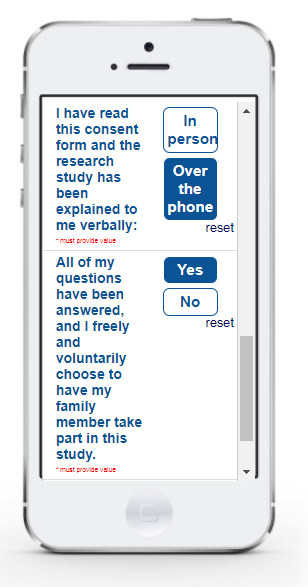 I have read
this consent
form and the
research
study has
been
explained to
me verbally:
* must provide value
In
person
Over
the
phone
reset
All of my
questions
have been
answered,
and I freely
and
voluntarily
choose to
have my
family
member take
part in this
study.
* must provide value
Yes
No
reset